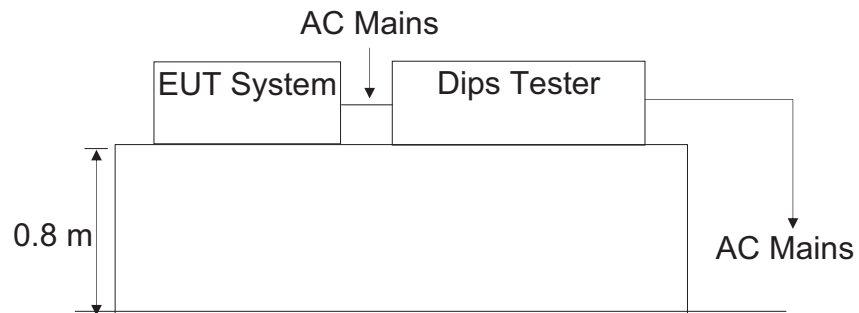 AC Mains
EUT System
Dips Tester
0.8 m
AC Mains